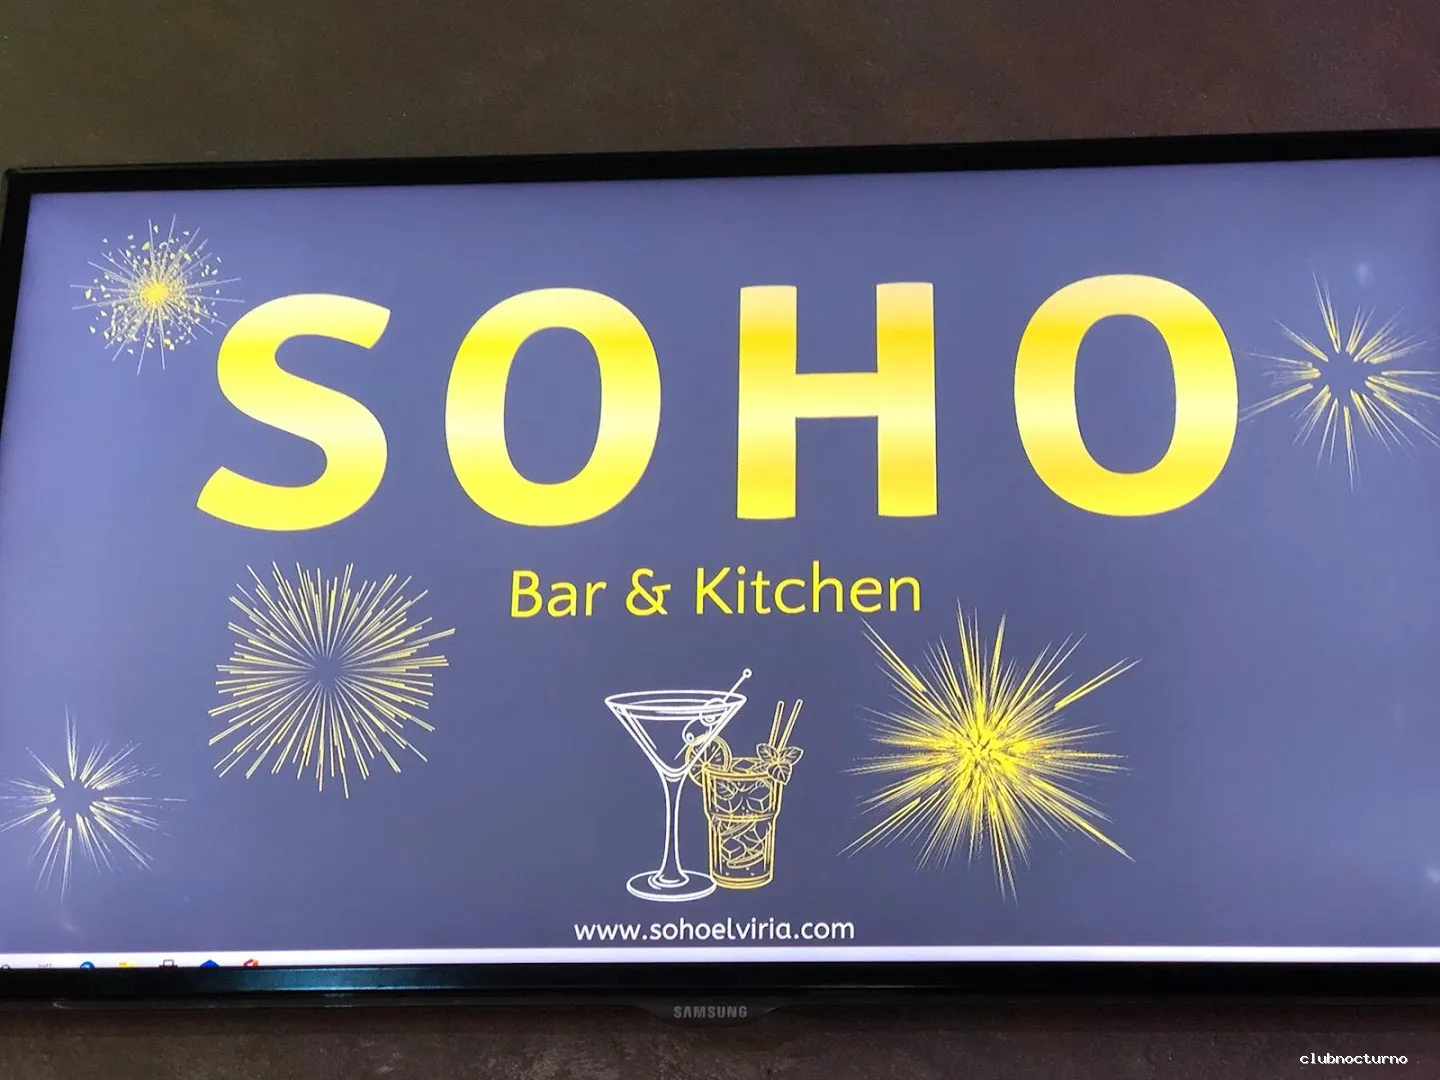 SOHO
Bar & Kitchen
www.sohoelviria.com
SAMSUNG
clubnocturno